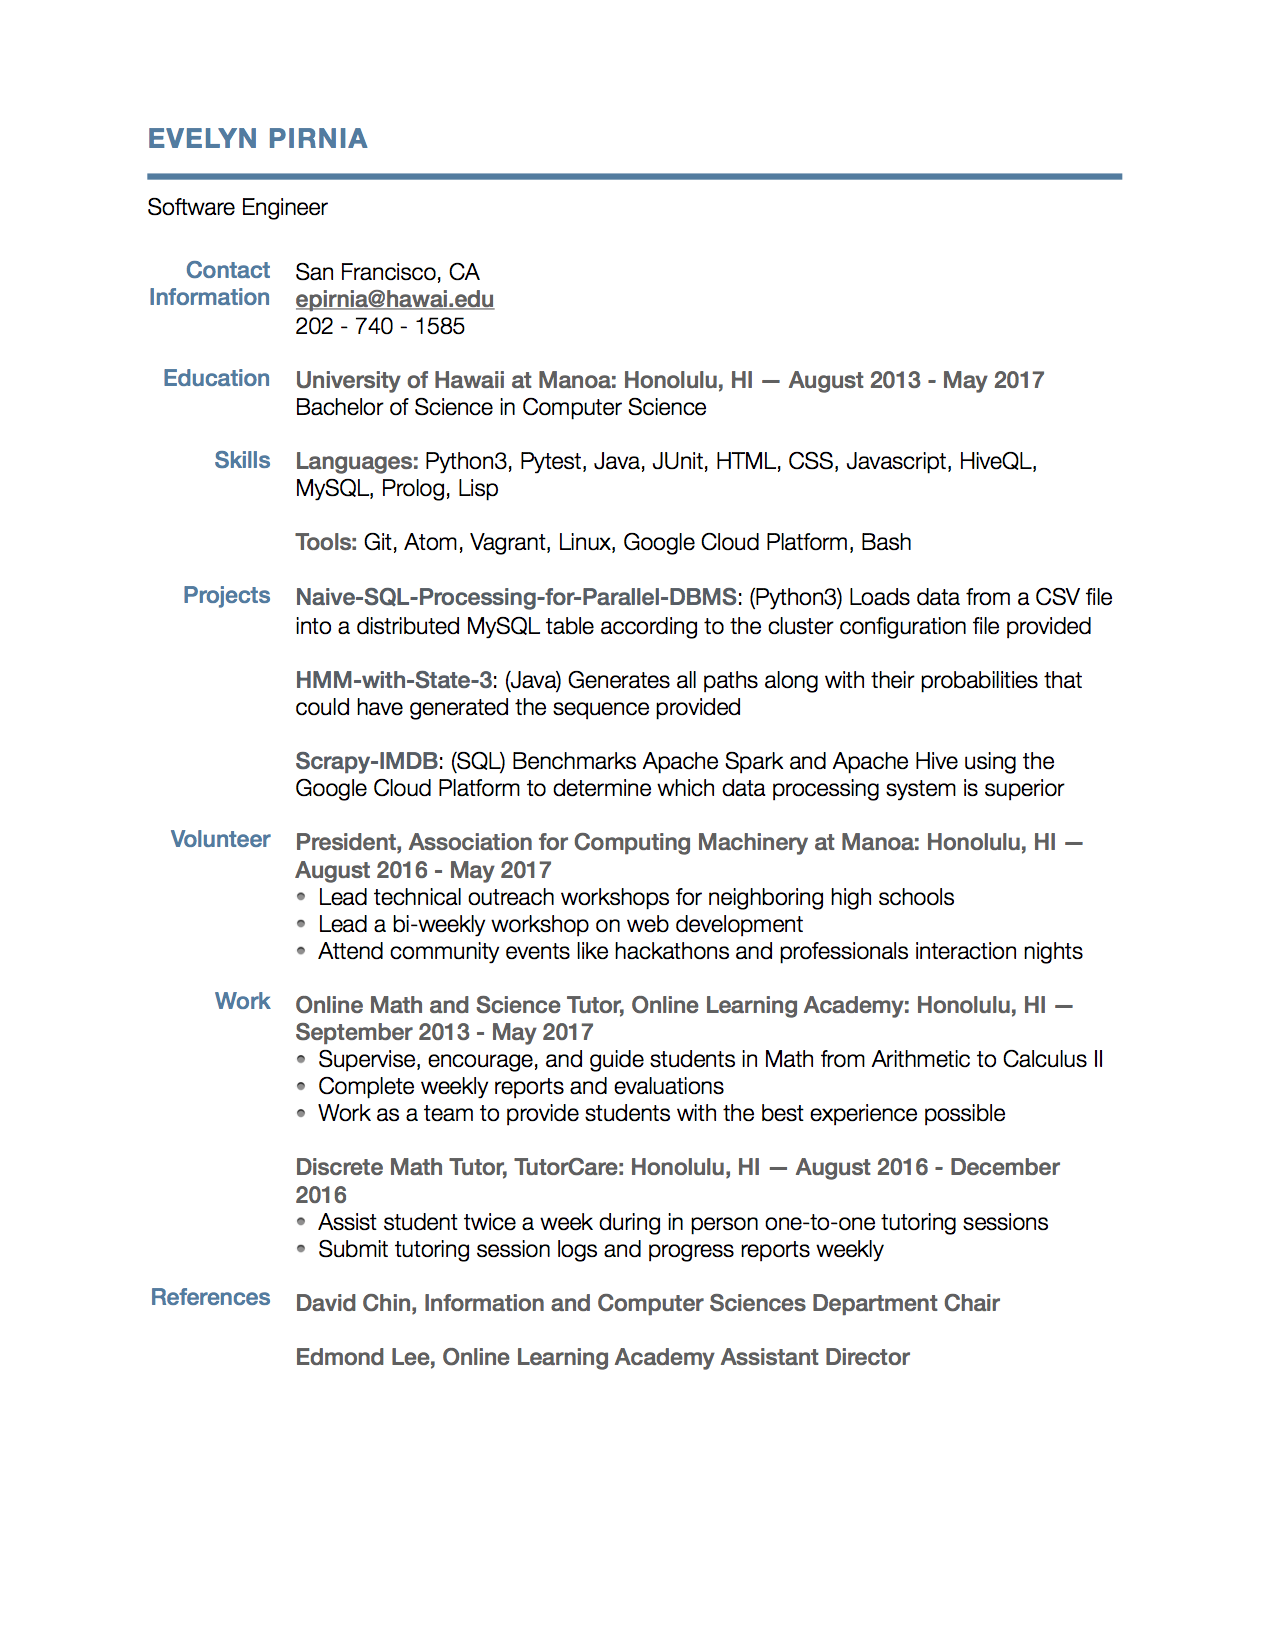 EVELYN PIRNIA
Software Engineer
Contact Information
San Francisco, CA
epirnia@hawai.edu
202 - 740 - 1585
Education
University of Hawaii at Manoa: Honolulu, HI — August 2013 - May 2017
Bachelor of Science in Computer Science
Skills
Languages: Python3, Pytest, Java, JUnit, HTML, CSS, Javascript, HiveQL,
MySQL, Prolog, Lisp
Tools: Git, Atom, Vagrant, Linux, Google Cloud Platform, Bash
Projects
Naive-SQL-Processing-for-Parallel-DBMS: (Python3) Loads data from a CSV file
into a distributed MySQL table according to the cluster configuration file provided
HMM-with-State-3: (Java) Generates all paths along with their probabilities that
could have generated the sequence provided
Scrapy-IMDB: (SQL) Benchmarks Apache Spark and Apache Hive using the
Google Cloud Platform to determine which data processing system is superior
Volunteer
President, Association for Computing Machinery at Manoa: Honolulu, HI —
August 2016 - May 2017
• Lead technical outreach workshops for neighboring high schools
• Lead a bi-weekly workshop on web development
• Attend community events like hackathons and professionals interaction nights
Work
Online Math and Science Tutor, Online Learning Academy: Honolulu, HI —
September 2013 - May 2017
• Supervise, encourage, and guide students in Math from Arithmetic to Calculus II
• Complete weekly reports and evaluations
• Work as a team to provide students with the best experience possible
Discrete Math Tutor, TutorCare: Honolulu, HI — August 2016 - December
2016
• Assist student twice a week during in person one-to-one tutoring sessions
• Submit tutoring session logs and progress reports weekly
References
David Chin, Information and Computer Sciences Department Chair
Edmond Lee, Online Learning Academy Assistant Director